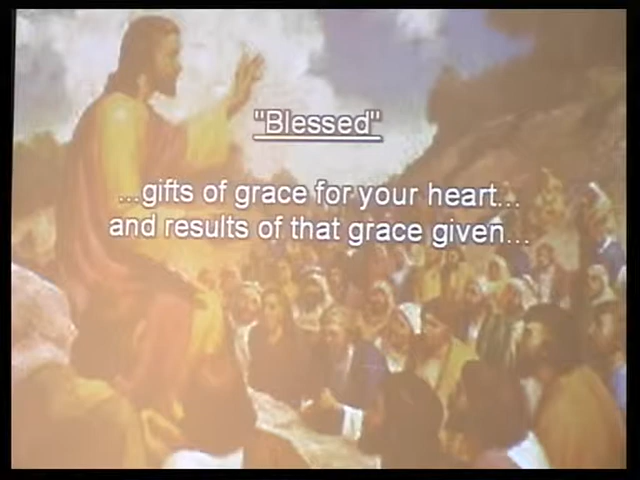 "Blessed"
...gifts of grace for your heart...
and results of that grace given...